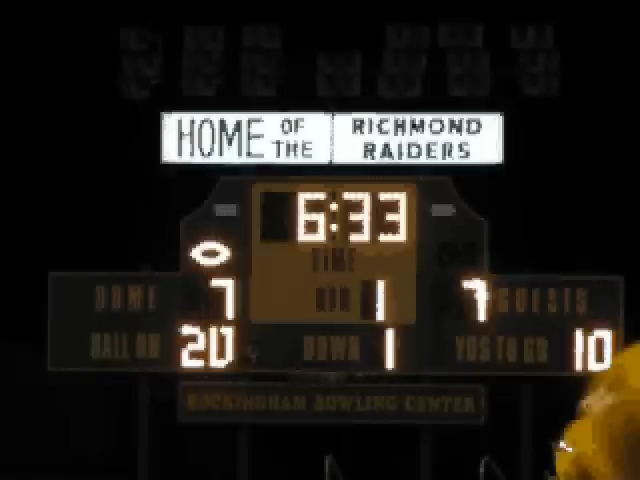 HOME OF THE RICHMOND RAIDERS
6:33
TIME
QTR 1
HOME 7
7 GUESTS
BALL ON 20
DOWN 1
YDS TO GO 10
ROCKINGHAM BOWLING CENTER